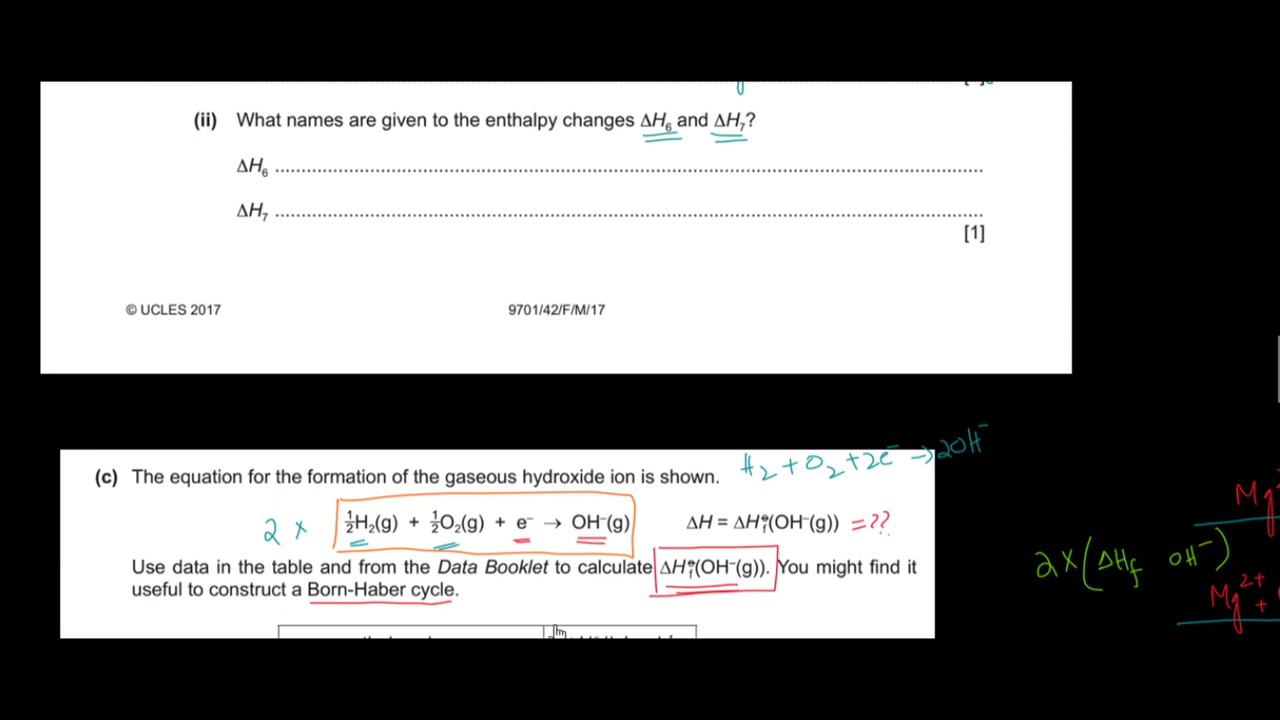 (ii) What names are given to the enthalpy changes ΔH₆ and ΔH₇?
ΔH₆ ........................................................................
ΔH₇ ........................................................................
[1]
© UCLES 2017 9701/42/F/M/17
H₂ + O₂ + 2e⁻ → 2OH⁻
(c) The equation for the formation of the gaseous hydroxide ion is shown.
2 × ½H₂(g) + ½O₂(g) + e⁻ → OH⁻(g) ΔH = ΔH⦵f(OH⁻(g)) = ??
Use data in the table and from the Data Booklet to calculate ΔH⦵f(OH⁻(g)). You might find it
useful to construct a Born-Haber cycle.
Mg
2×(ΔHf OH⁻)
Mg²⁺ +